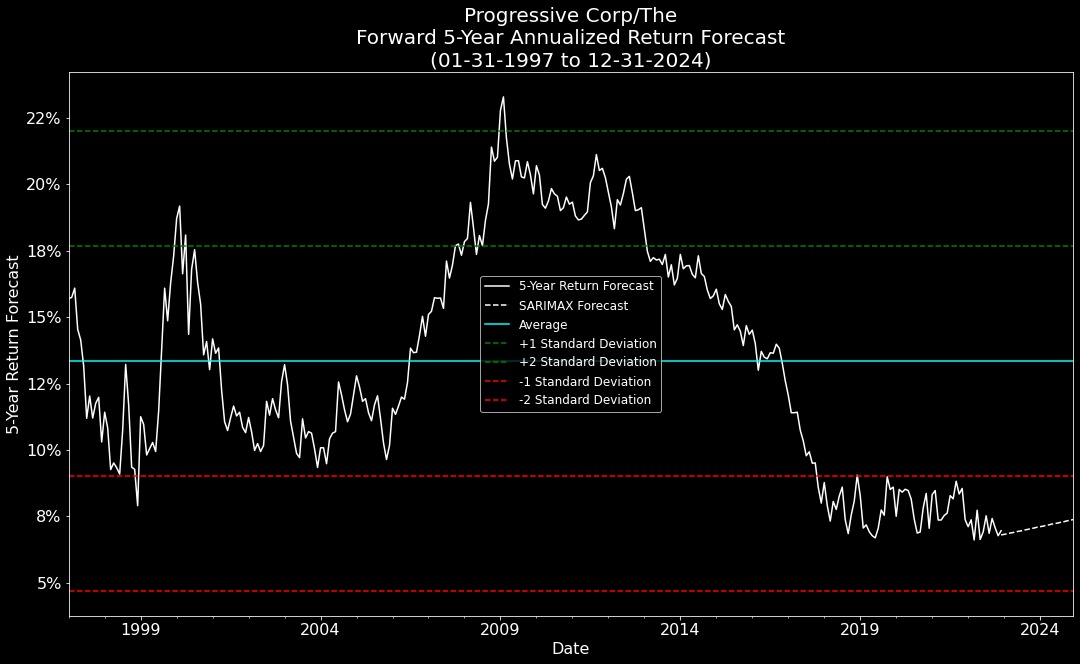 Progressive Corp/The
Forward 5-Year Annualized Return Forecast
(01-31-1997 to 12-31-2024)
5-Year Return Forecast
22%
20%
18%
15%
12%
10%
8%
5%
5-Year Return Forecast
SARIMAX Forecast
Average
+1 Standard Deviation
+2 Standard Deviation
-1 Standard Deviation
-2 Standard Deviation
1999
2004
2009
2014
2019
2024
Date